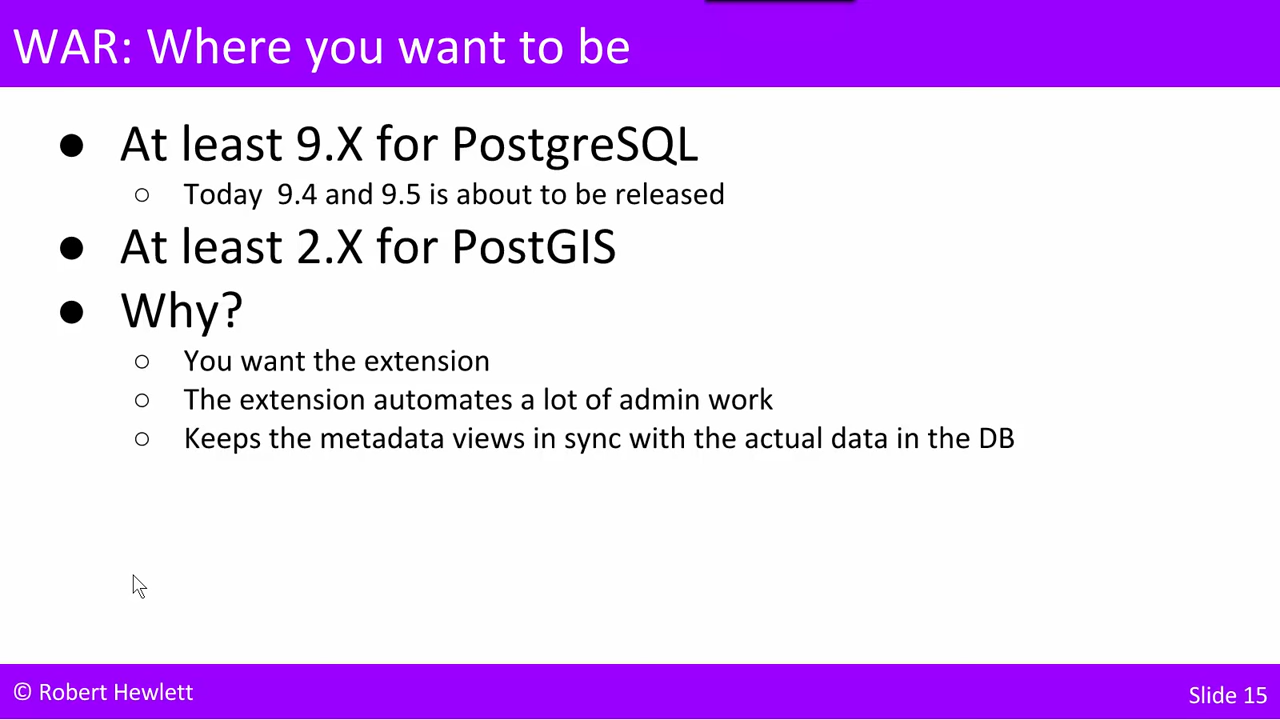 WAR: Where you want to be
● At least 9.X for PostgreSQL
○ Today  9.4 and 9.5 is about to be released
● At least 2.X for PostGIS
● Why?
○ You want the extension
○ The extension automates a lot of admin work
○ Keeps the metadata views in sync with the actual data in the DB
© Robert Hewlett
Slide 15